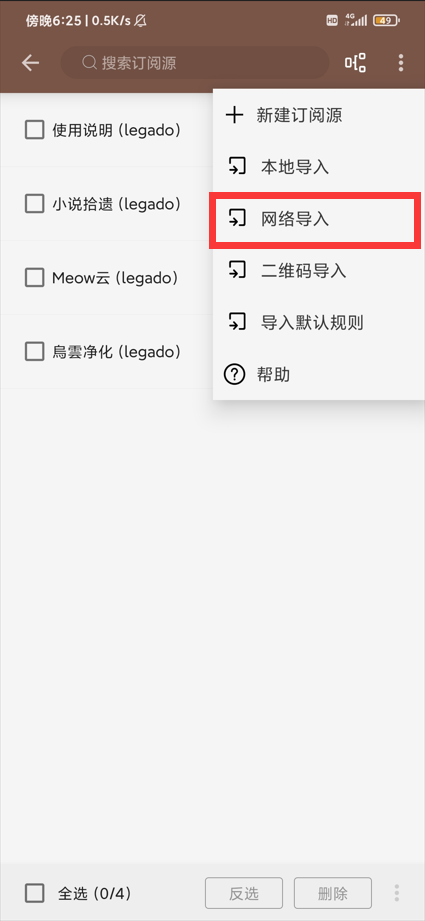 傍晚6:25 | 0.5K/s
HD 4G 49
搜索订阅源
新建订阅源
本地导入
网络导入
二维码导入
导入默认规则
帮助
使用说明 (legado)
小说拾遗 (legado)
Meow云 (legado)
烏雲净化 (legado)
全选 (0/4)
反选
删除